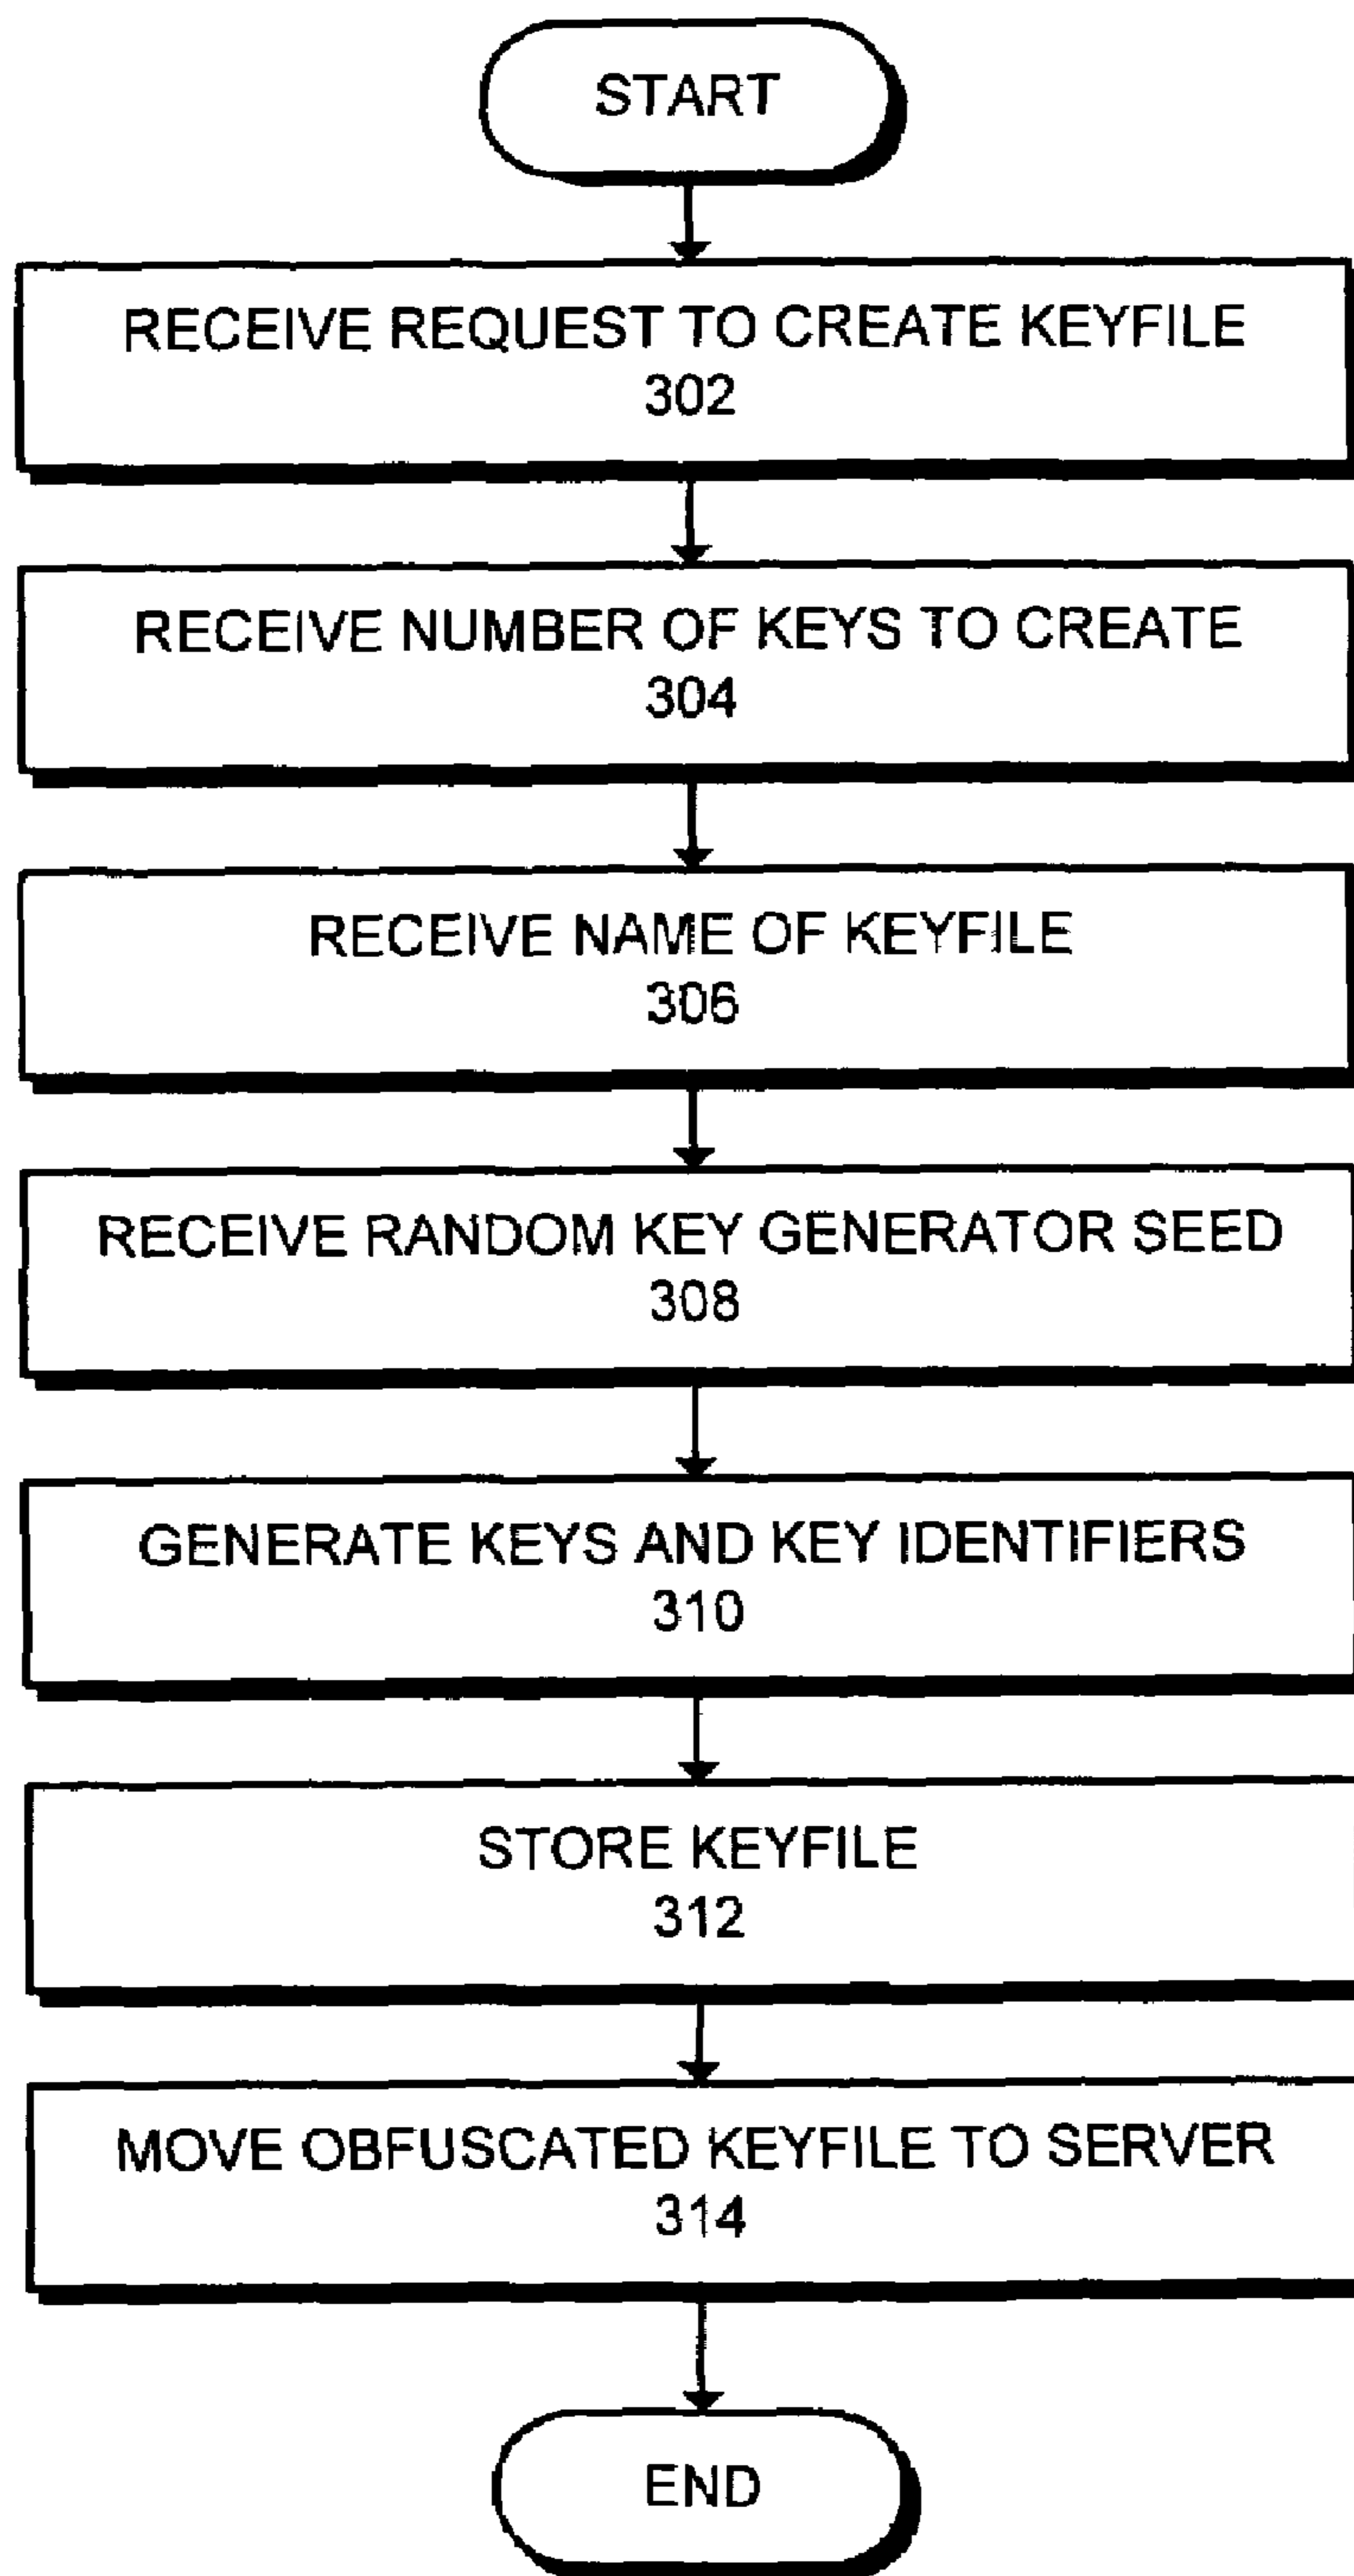 START
RECEIVE REQUEST TO CREATE KEYFILE
302
RECEIVE NUMBER OF KEYS TO CREATE
304
RECEIVE NAME OF KEYFILE
306
RECEIVE RANDOM KEY GENERATOR SEED
308
GENERATE KEYS AND KEY IDENTIFIERS
310
STORE KEYFILE
312
MOVE OBFUSCATED KEYFILE TO SERVER
314
END